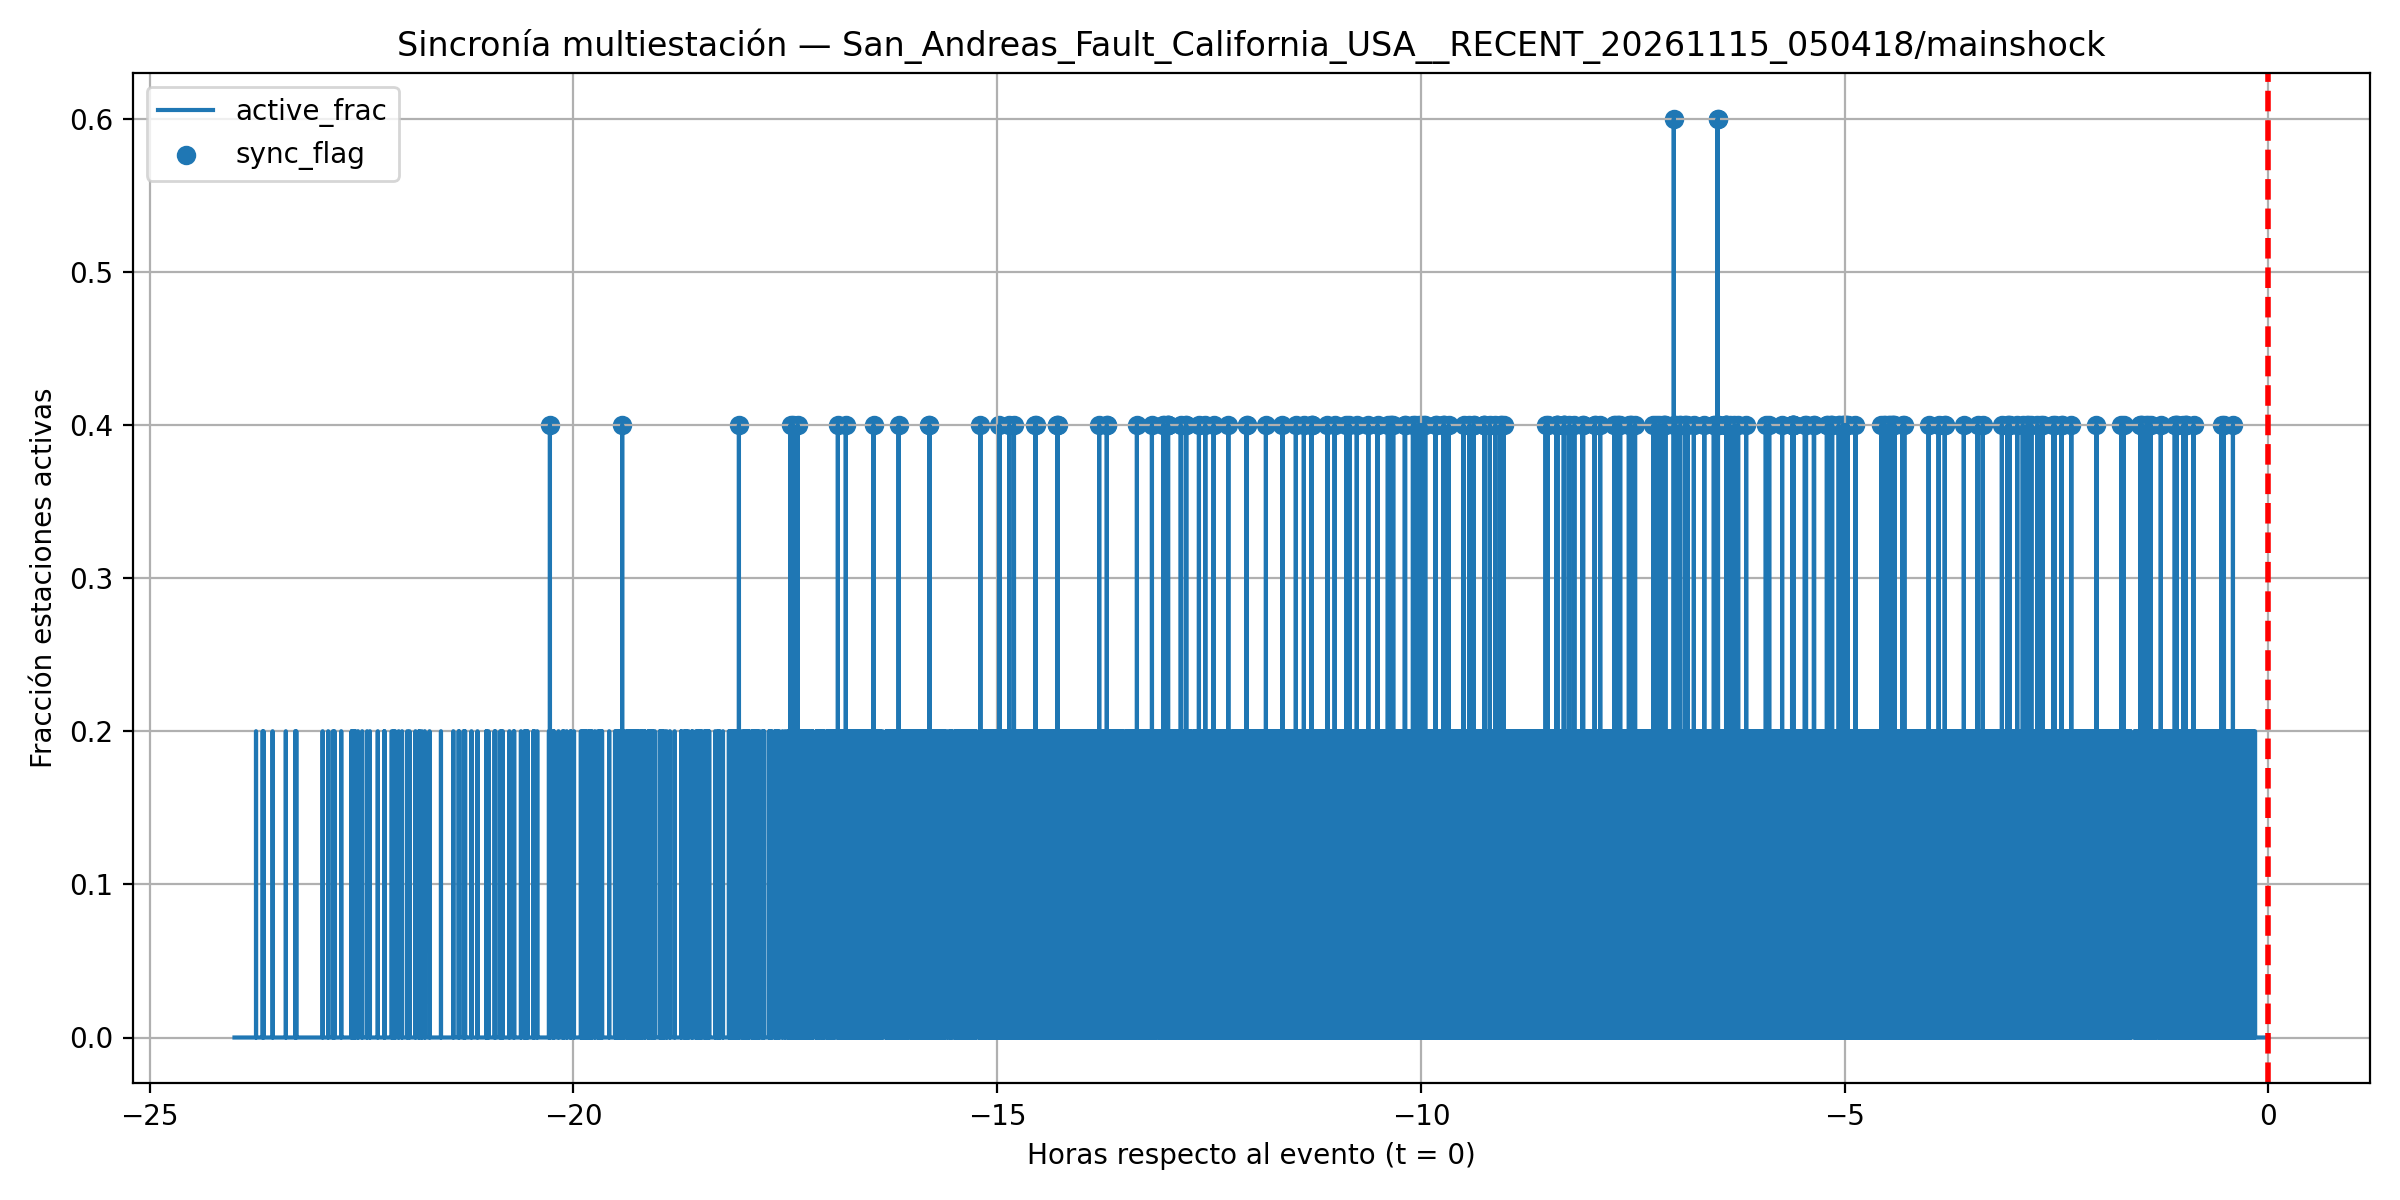 Sincronía multiestación — San_Andreas_Fault_California_USA__RECENT_20261115_050418/mainshock
active_frac
sync_flag
Fracción estaciones activas
0.6
0.5
0.4
0.3
0.2
0.1
0.0
−25
−20
−15
−10
−5
0
Horas respecto al evento (t = 0)